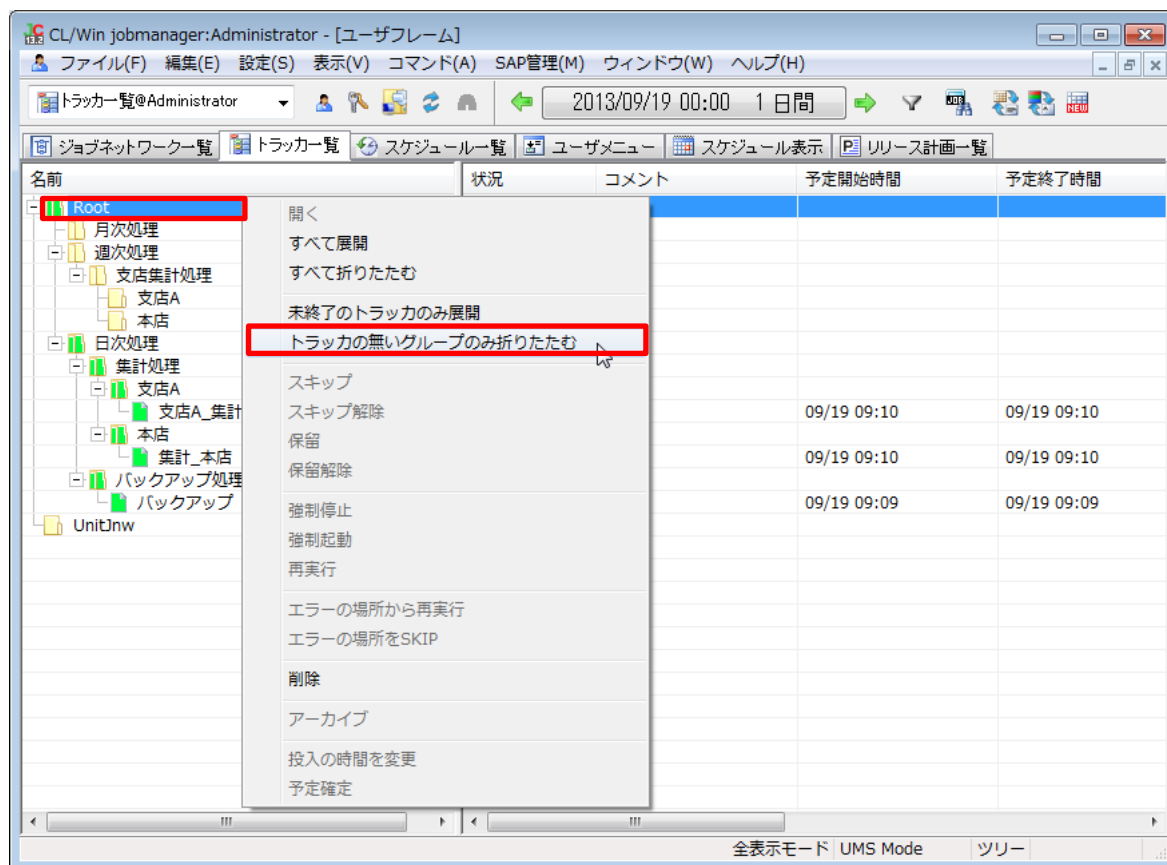 CL/Win jobmanager:Administrator - [ユーザフレーム]
ファイル(F) 編集(E) 設定(S) 表示(V) コマンド(A) SAP管理(M) ウィンドウ(W) ヘルプ(H)
トラッカ一覧@Administrator 2013/09/19 00:00 1 日間
ジョブネットワーク一覧 トラッカ一覧 スケジュール一覧 ユーザメニュー スケジュール表示 リリース計画一覧
名前 状況 コメント 予定開始時間 予定終了時間
Root
月次処理
週次処理
支店集計処理
支店A
本店
日次処理
集計処理
支店A
支店A_集計 09/19 09:10 09/19 09:10
本店
集計_本店 09/19 09:10 09/19 09:10
バックアップ処理
バックアップ 09/19 09:09 09/19 09:09
UnitJnw
開く
すべて展開
すべて折りたたむ
未終了のトラッカのみ展開
トラッカの無いグループのみ折りたたむ
スキップ
スキップ解除
保留
保留解除
強制停止
強制起動
再実行
エラーの場所から再実行
エラーの場所をSKIP
削除
アーカイブ
投入の時間を変更
予定確定
全表示モード UMS Mode ツリー